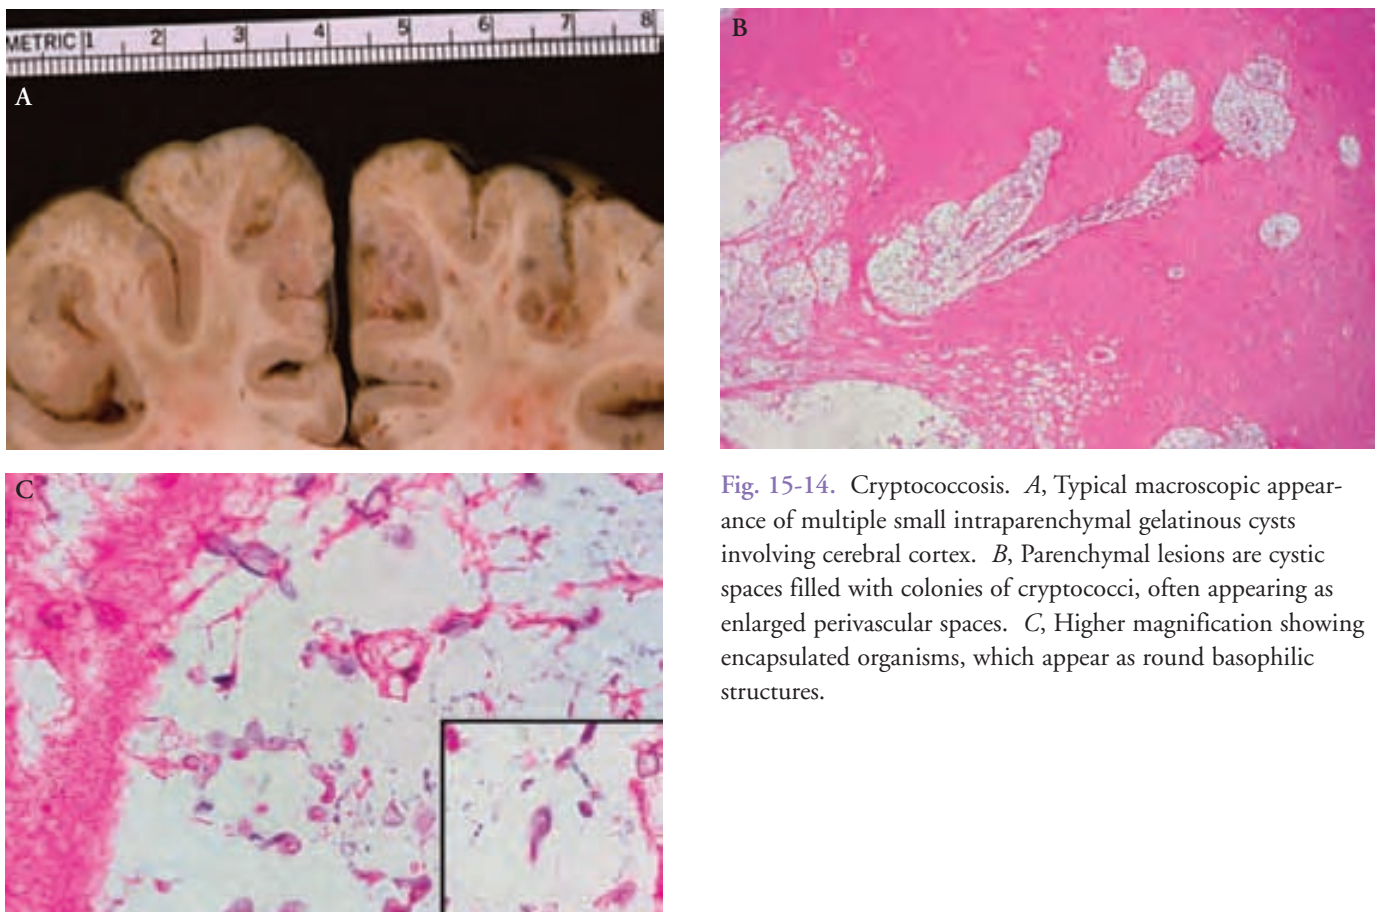 METRIC 1 2 3 4 5 6 7 8
A
B
C
Fig. 15-14. Cryptococcosis. A, Typical macroscopic appear-
ance of multiple small intraparenchymal gelatinous cysts
involving cerebral cortex. B, Parenchymal lesions are cystic
spaces filled with colonies of cryptococci, often appearing as
enlarged perivascular spaces. C, Higher magnification showing
encapsulated organisms, which appear as round basophilic
structures.